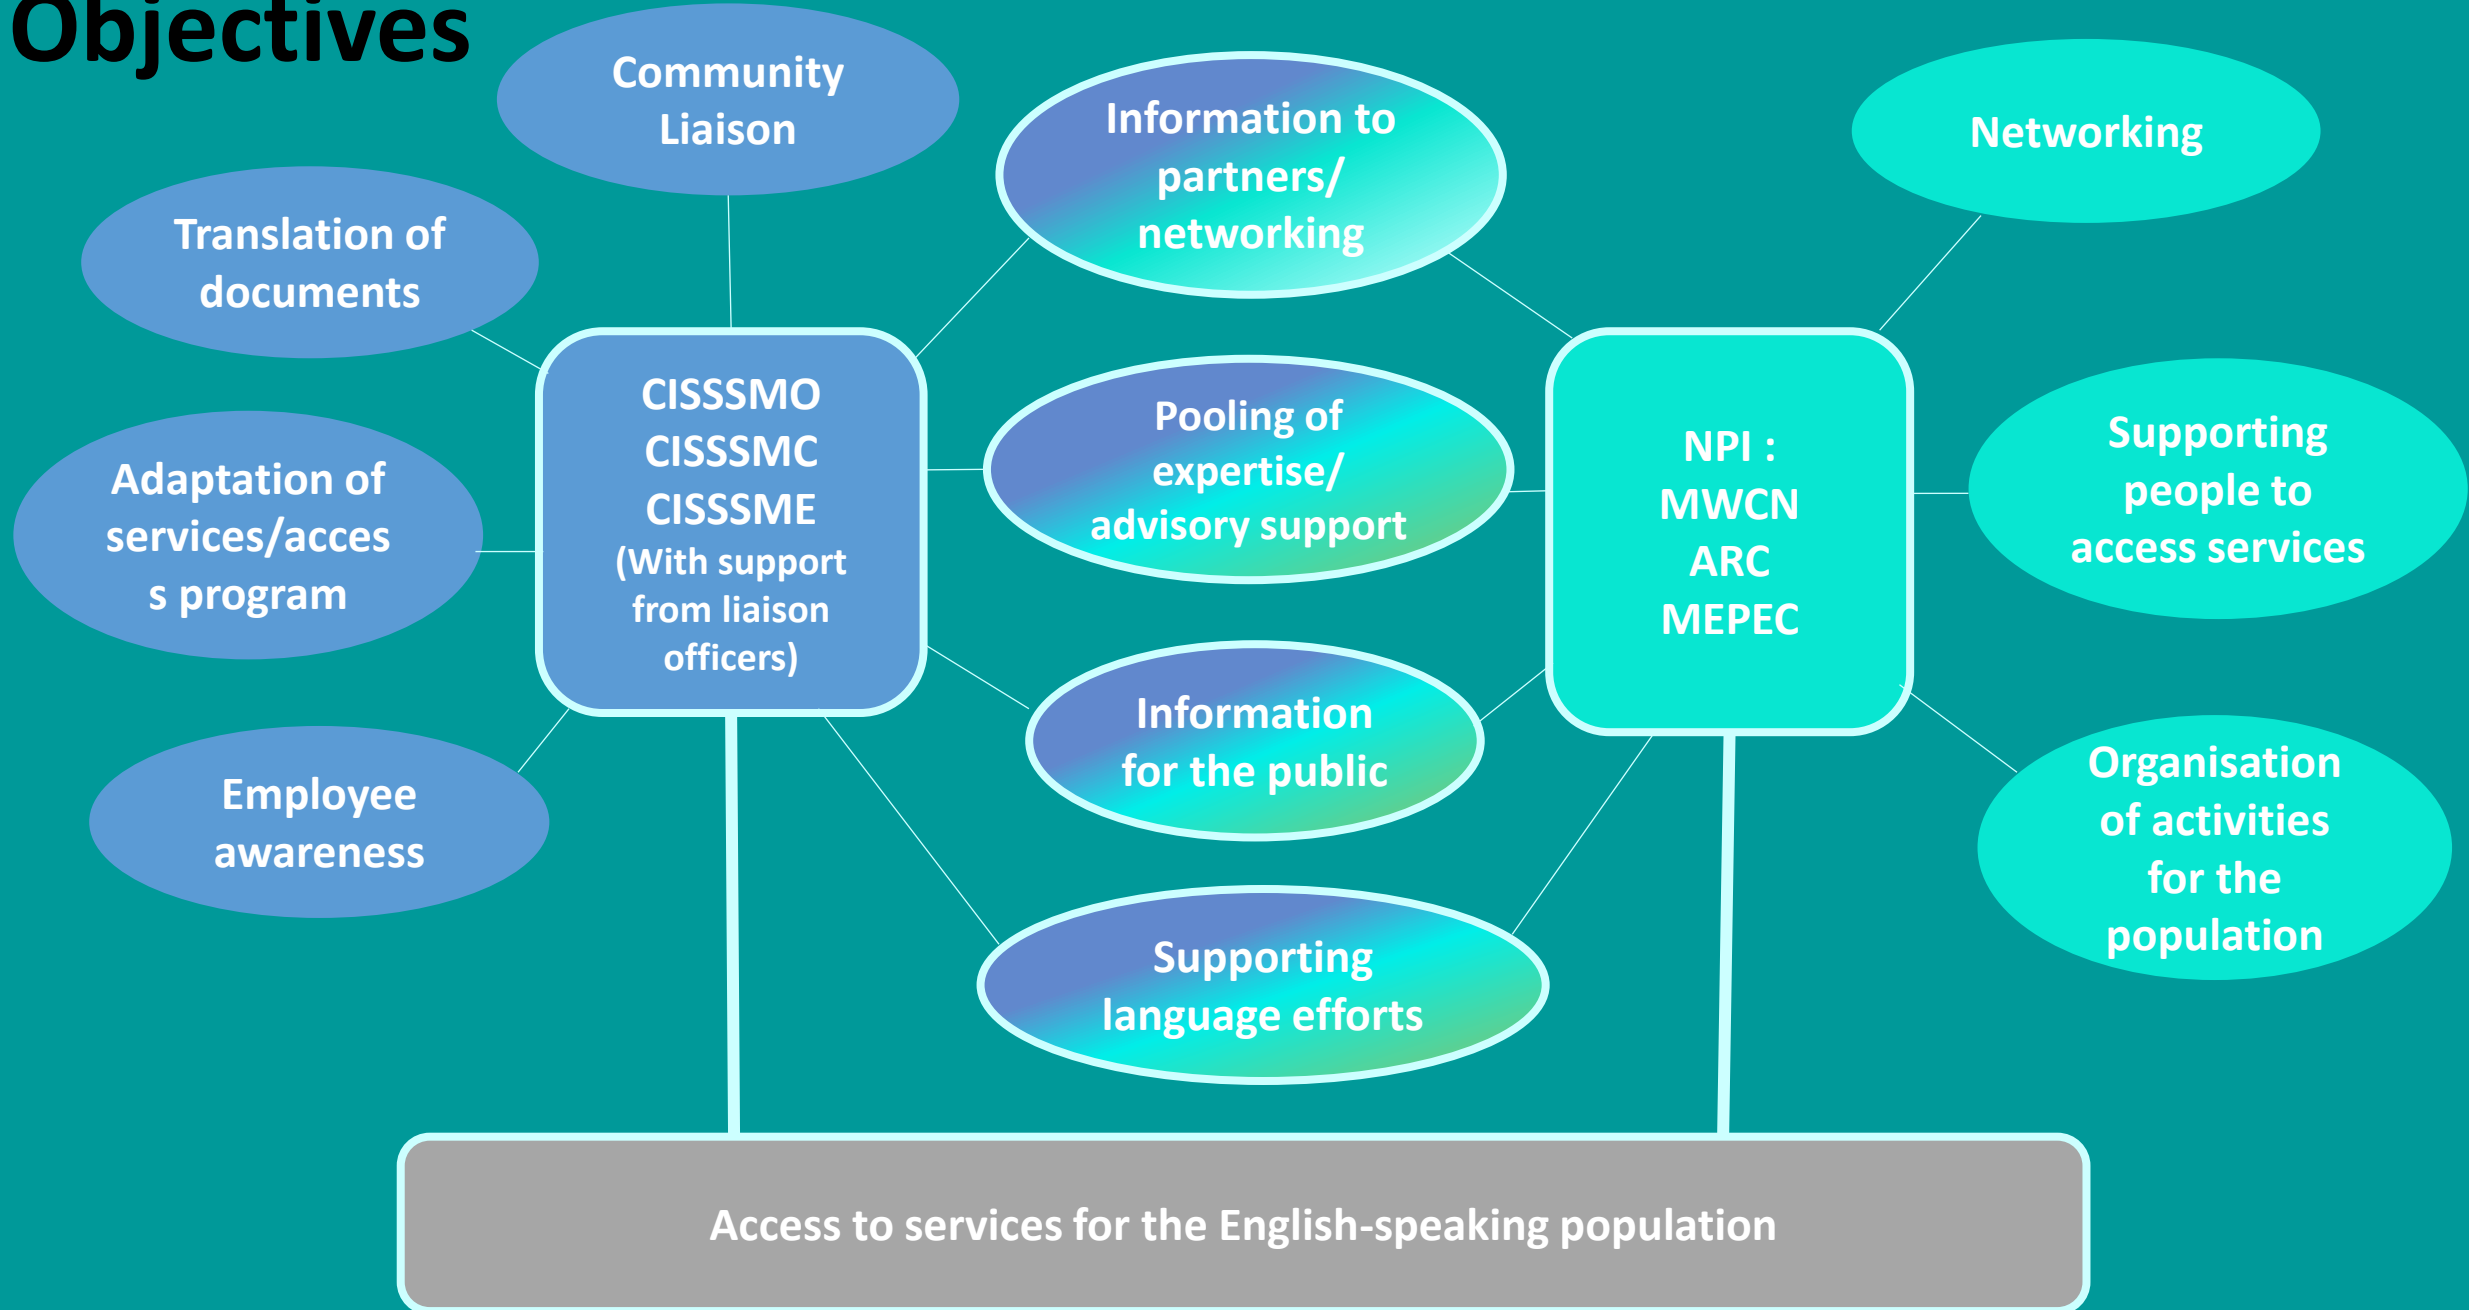 Objectives
Community
Liaison
Translation of
documents
Adaptation of
services/acces
s program
Employee
awareness
CISSSMO
CISSSMC
CISSSME
(With support
from liaison
officers)
Information to
partners/
networking
Pooling of
expertise/
advisory support
Information
for the public
Supporting
language efforts
NPI :
MWCN
ARC
MEPEC
Networking
Supporting
people to
access services
Organisation
of activities
for the
population
Access to services for the English-speaking population